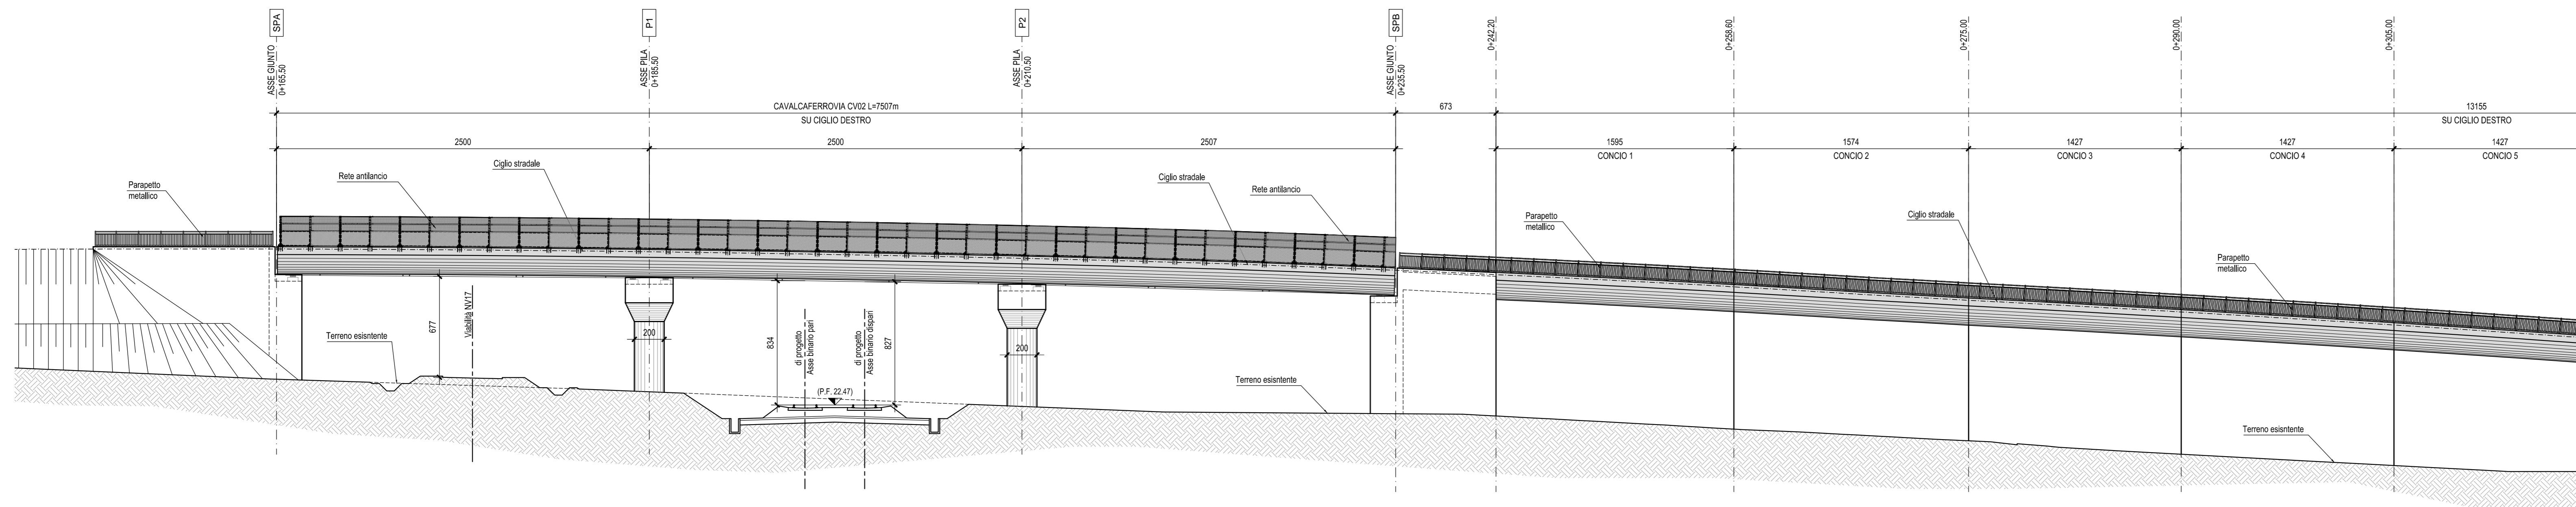 SPA
P1
P2
SPB
ASSE GIUNTO
0+165.50
ASSE PILA
0+185.50
ASSE PILA
0+210.50
ASSE GIUNTO
0+235.50
0+242.20
0+258.60
0+275.00
0+290.00
0+305.00
CAVALCAFERROVIA CV02 L=7507m
SU CIGLIO DESTRO
673
13155
SU CIGLIO DESTRO
2500
2500
2507
1595
CONCIO 1
1574
CONCIO 2
1427
CONCIO 3
1427
CONCIO 4
1427
CONCIO 5
Parapetto
metallico
Rete antilancio
Ciglio stradale
Ciglio stradale
Rete antilancio
Parapetto
metallico
Ciglio stradale
Parapetto
metallico
677
Viabilità NV17
Terreno esisntente
200
834
di progetto
Asse binario pari
di progetto
Asse binario dispari
827
200
(P.F. 22.47)
Terreno esisntente
Terreno esisntente